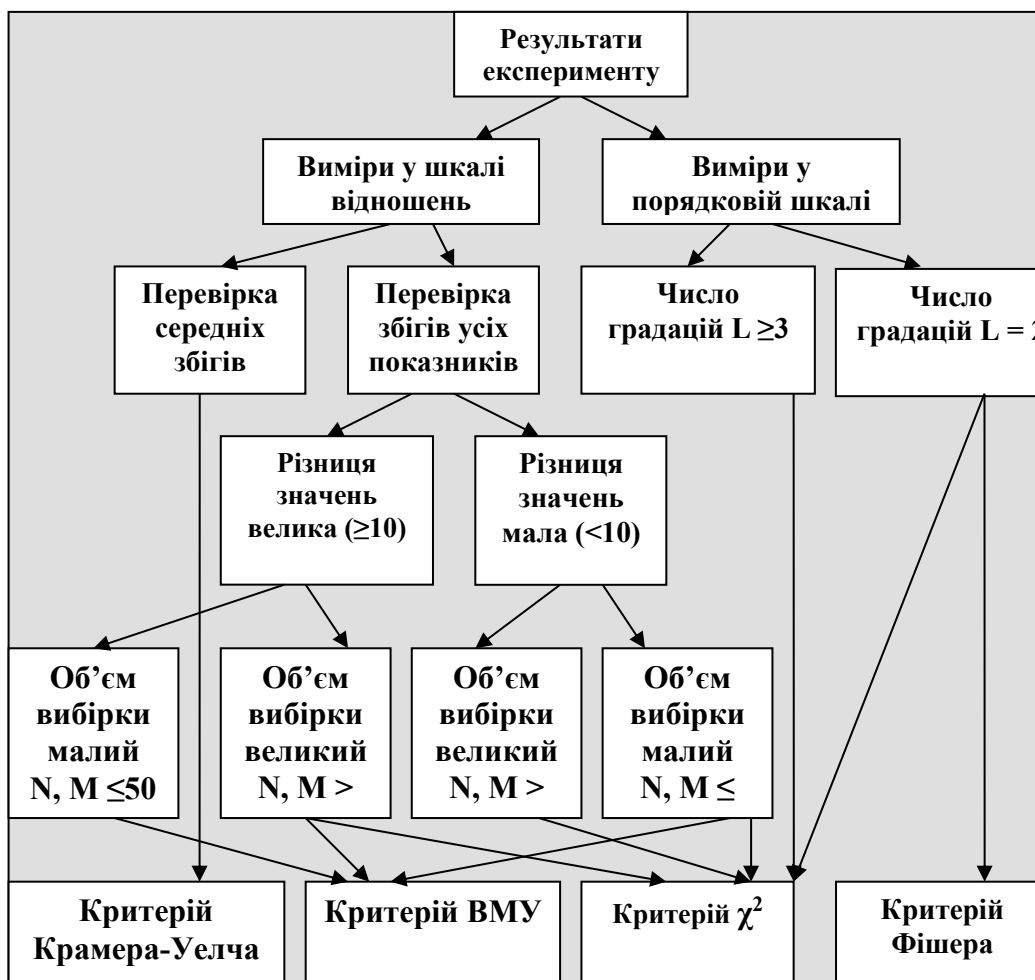 Результати
експерименту
Виміри у шкалі
відношень
Виміри у
порядковій шкалі
Перевірка
середніх
збігів
Перевірка
збігів усіх
показників
Число
градацій L ≥3
Число
градацій L = 2
Різниця
значень
велика (≥10)
Різниця
значень
мала (<10)
Об’єм
вибірки
малий
N, M ≤50
Об’єм
вибірки
великий
N, M >
Об’єм
вибірки
великий
N, M >
Об’єм
вибірки
малий
N, M ≤
Критерій
Крамера-Уелча
Критерій ВМУ
Критерій χ²
Критерій
Фішера